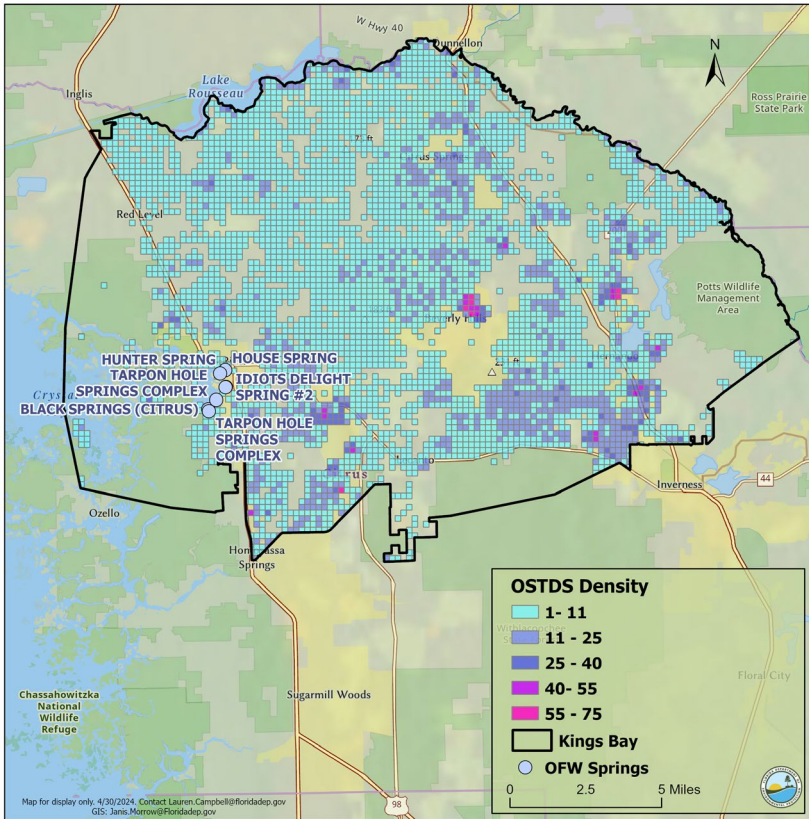 W Hwy 40
Dunnellon
N
Lake
Rousseau
Inglis
Ross Prairie
State Park
Red Level
Potts Wildlife
Management
Area
HUNTER SPRING
HOUSE SPRING
TARPON HOLE
SPRINGS COMPLEX
IDIOTS DELIGHT
SPRING #2
BLACK SPRINGS (CITRUS)
TARPON HOLE
SPRINGS
COMPLEX
Inverness
44
Ozello
Springs
OSTDS Density
1- 11
11 - 25
25 - 40
40- 55
55 - 75
Kings Bay
OFW Springs
0 2.5 5 Miles
Floral City
Sugarmill Woods
Chassahowitzka
National
Wildlife
Refuge
98
Map for display only. 4/30/2024. Contact Lauren.Campbell@floridadep.gov
GIS: Janis.Morrow@Floridadep.gov